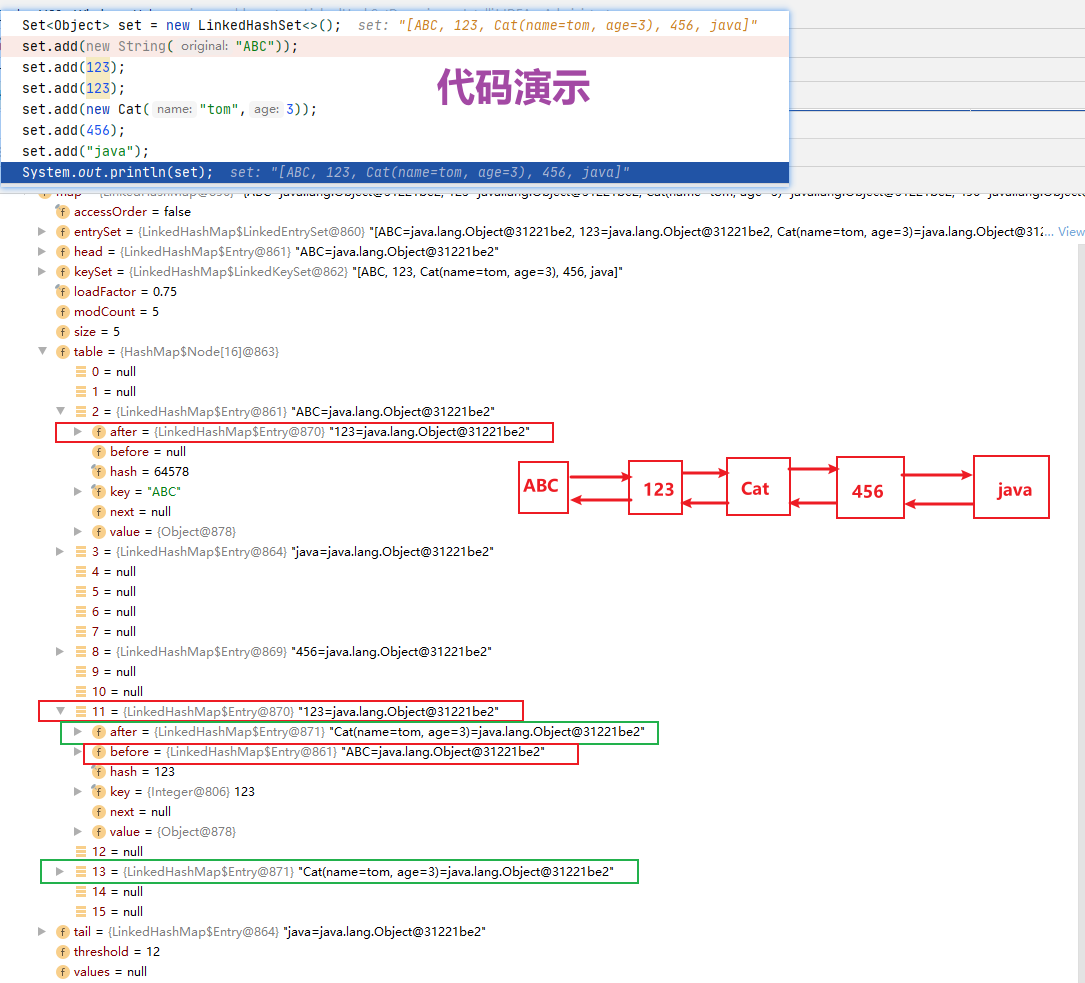 Set<Object> set = new LinkedHashSet<>();  set: "[ABC, 123, Cat(name=tom, age=3), 456, java]"
set.add(new String( original: "ABC"));
set.add(123);
set.add(123);
set.add(new Cat( name: "tom", age: 3));
set.add(456);
set.add("java");
System.out.println(set);  set: "[ABC, 123, Cat(name=tom, age=3), 456, java]"
代码演示
accessOrder = false
entrySet = {LinkedHashMap$LinkedEntrySet@860} "[ABC=java.lang.Object@31221be2, 123=java.lang.Object@31221be2, Cat(name=tom, age=3)=java.lang.Object@312... View
head = {LinkedHashMap$Entry@861} "ABC=java.lang.Object@31221be2"
keySet = {LinkedHashMap$LinkedKeySet@862} "[ABC, 123, Cat(name=tom, age=3), 456, java]"
loadFactor = 0.75
modCount = 5
size = 5
table = {HashMap$Node[16]@863}
0 = null
1 = null
2 = {LinkedHashMap$Entry@861} "ABC=java.lang.Object@31221be2"
after = {LinkedHashMap$Entry@870} "123=java.lang.Object@31221be2"
before = null
hash = 64578
key = "ABC"
next = null
value = {Object@878}
ABC
123
Cat
456
java
3 = {LinkedHashMap$Entry@864} "java=java.lang.Object@31221be2"
4 = null
5 = null
6 = null
7 = null
8 = {LinkedHashMap$Entry@869} "456=java.lang.Object@31221be2"
9 = null
10 = null
11 = {LinkedHashMap$Entry@870} "123=java.lang.Object@31221be2"
after = {LinkedHashMap$Entry@871} "Cat(name=tom, age=3)=java.lang.Object@31221be2"
before = {LinkedHashMap$Entry@861} "ABC=java.lang.Object@31221be2"
hash = 123
key = {Integer@806} 123
next = null
value = {Object@878}
12 = null
13 = {LinkedHashMap$Entry@871} "Cat(name=tom, age=3)=java.lang.Object@31221be2"
14 = null
15 = null
tail = {LinkedHashMap$Entry@864} "java=java.lang.Object@31221be2"
threshold = 12
values = null